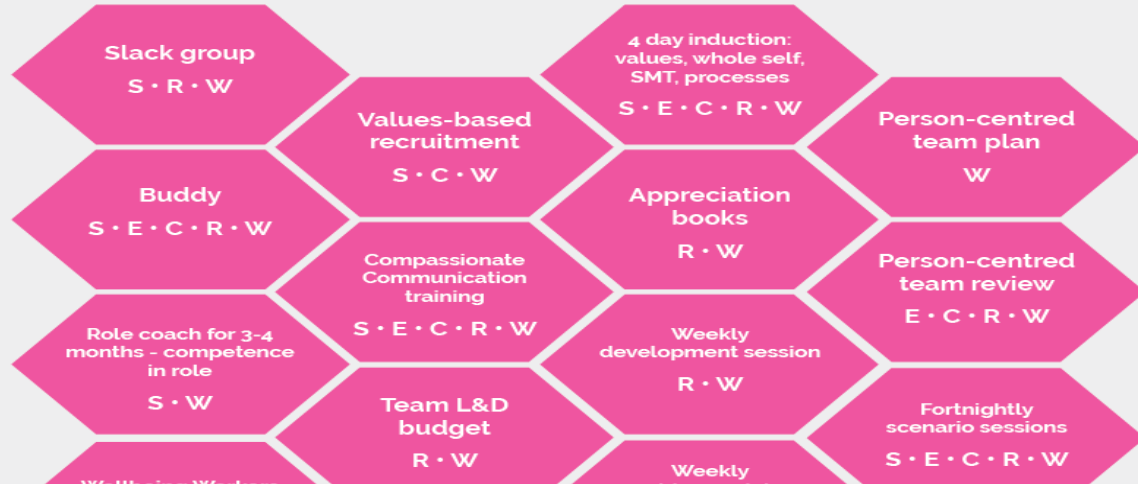 Slack group
S • R • W
Values-based
recruitment
S • C • W
4 day induction:
values, whole self,
SMT, processes
S • E • C • R • W
Person-centred
team plan
W
Buddy
S • E • C • R • W
Compassionate
Communication
training
S • E • C • R • W
Appreciation
books
R • W
Person-centred
team review
E • C • R • W
Role coach for 3-4
months - competence
in role
S • W
Team L&D
budget
R • W
Weekly
development session
R • W
Fortnightly
scenario sessions
S • E • C • R • W
Wellbeing Workers
Weekly